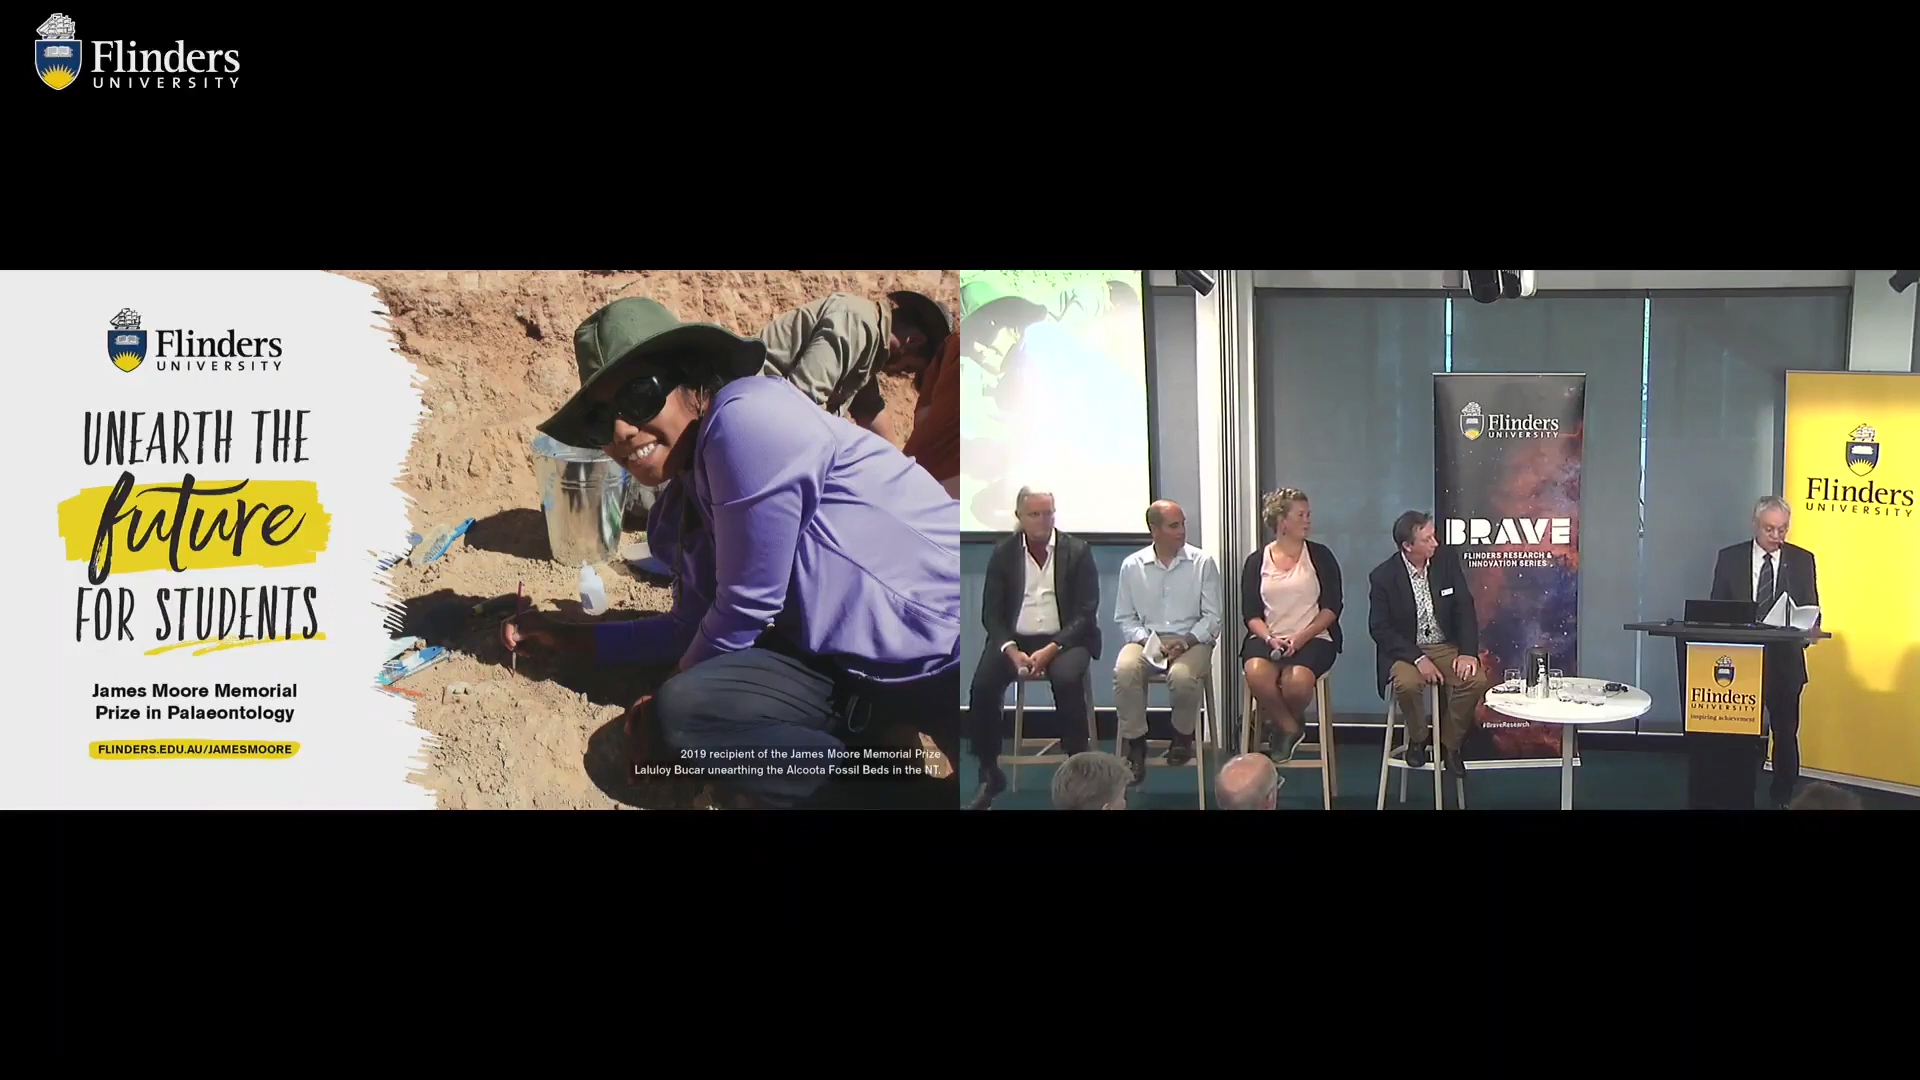 Flinders
UNIVERSITY
Flinders
UNIVERSITY
UNEARTH THE
future
FOR STUDENTS
James Moore Memorial
Prize in Palaeontology
FLINDERS.EDU.AU/JAMESMOORE
2019 recipient of the James Moore Memorial Prize
Laluloy Bucar unearthing the Alcoota Fossil Beds in the NT.
Flinders
UNIVERSITY
BRAVE
FLINDERS RESEARCH &
INNOVATION SERIES
#BraveResearch
Flinders
UNIVERSITY
Flinders
UNIVERSITY
inspiring achievement